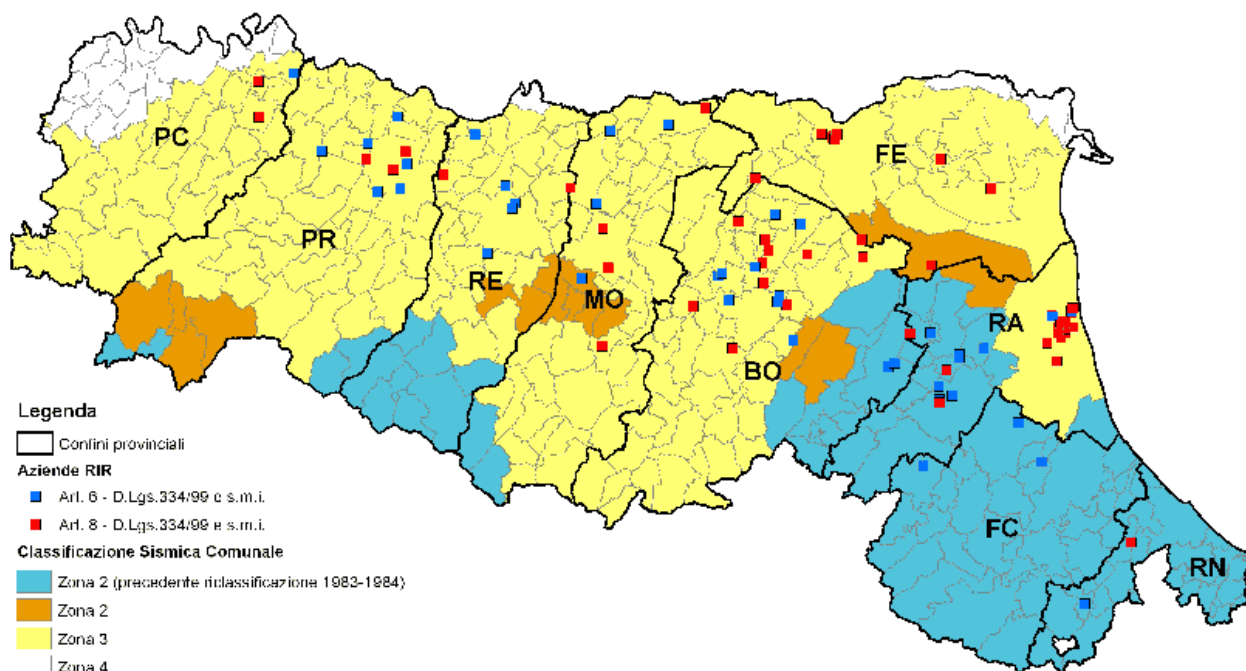 PC
PR
RE
MO
BO
FE
RA
FC
RN
Legenda
Confini provinciali
Aziende RIR
Art. 6 - D.Lgs.334/99 e s.m.i.
Art. 8 - D.Lgs.334/99 e s.m.i.
Classificazione Sismica Comunale
Zona 2 (precedente riclassificazione 1983-1984)
Zona 2
Zona 3
Zona 4